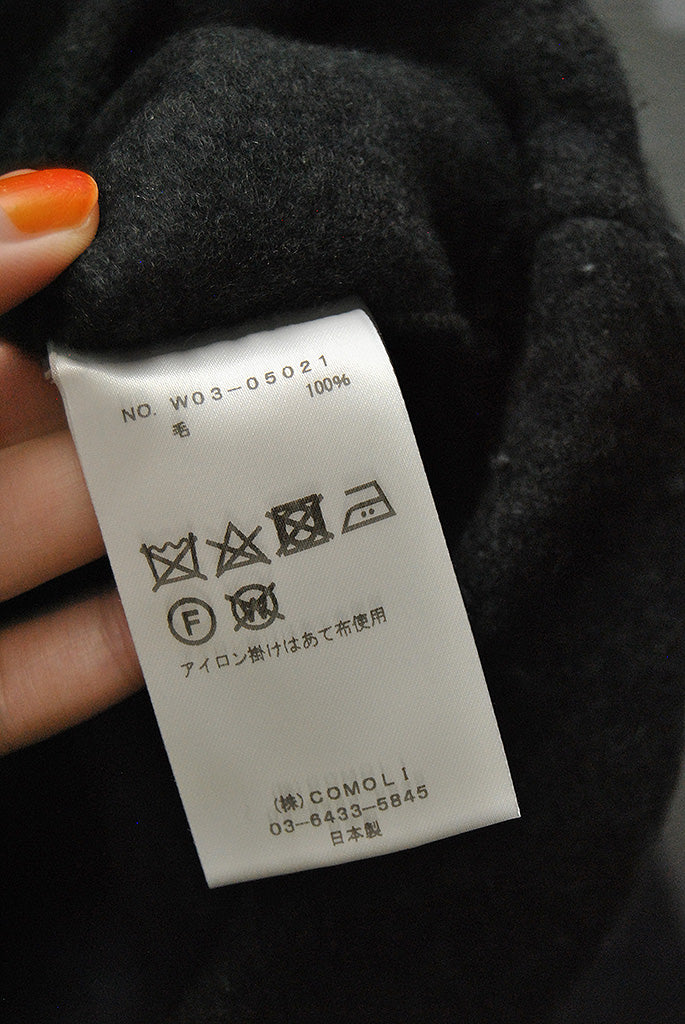 NO. W03-05021
毛 100%
F
W
アイロン掛けはあて布使用
(株)COMOLI
03-6433-5845
日本製